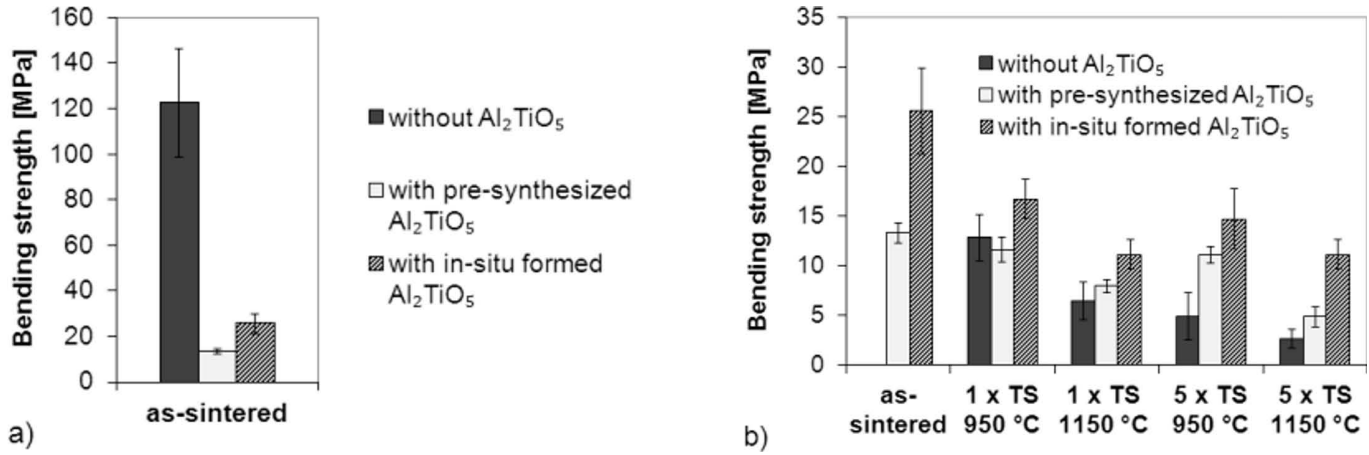 160
140
120
100
80
60
40
20
0
Bending strength [MPa]
as-sintered
without Al₂TiO₅
with pre-synthesized
Al₂TiO₅
with in-situ formed
Al₂TiO₅
a)
35
30
25
20
15
10
5
0
Bending strength [MPa]
without Al₂TiO₅
with pre-synthesized Al₂TiO₅
with in-situ formed Al₂TiO₅
as- 1 x TS 1 x TS 5 x TS 5 x TS
sintered 950 °C 1150 °C 950 °C 1150 °C
b)